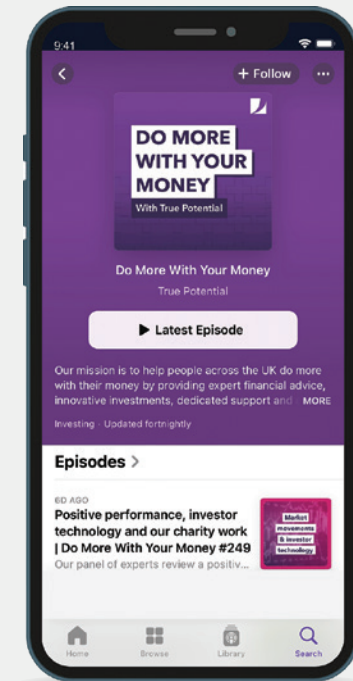 9:41
+ Follow
DO MORE
WITH YOUR
MONEY
With True Potential
Do More With Your Money
True Potential
Latest Episode
Our mission is to help people across the UK do more
with their money by providing expert financial advice,
innovative investments, dedicated support and MORE
Investing · Updated fortnightly
Episodes >
6D AGO
Positive performance, investor
technology and our charity work
| Do More With Your Money #249
Our panel of experts review a positiv...
Market
movements
& investor
technology
Home
Browse
Library
Search